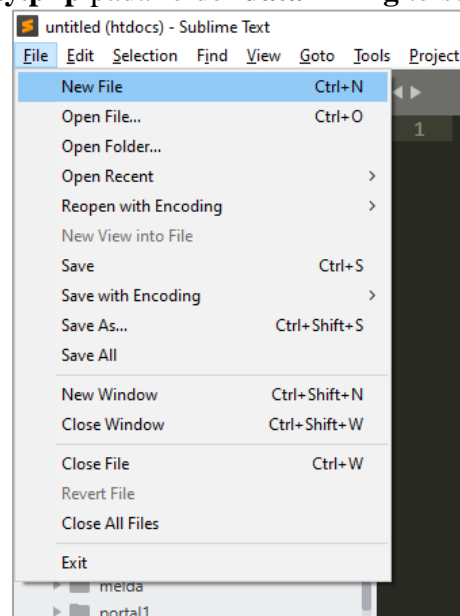 pada
untitled (htdocs) - Sublime Text
File Edit Selection Find View Goto Tools Project
New File Ctrl+N
Open File... Ctrl+O
1
Open Folder...
Open Recent
Reopen with Encoding
New View into File
Save Ctrl+S
Save with Encoding
Save As... Ctrl+Shift+S
Save All
New Window Ctrl+Shift+N
Close Window Ctrl+Shift+W
Close File Ctrl+W
Revert File
Close All Files
Exit
melda
portal1